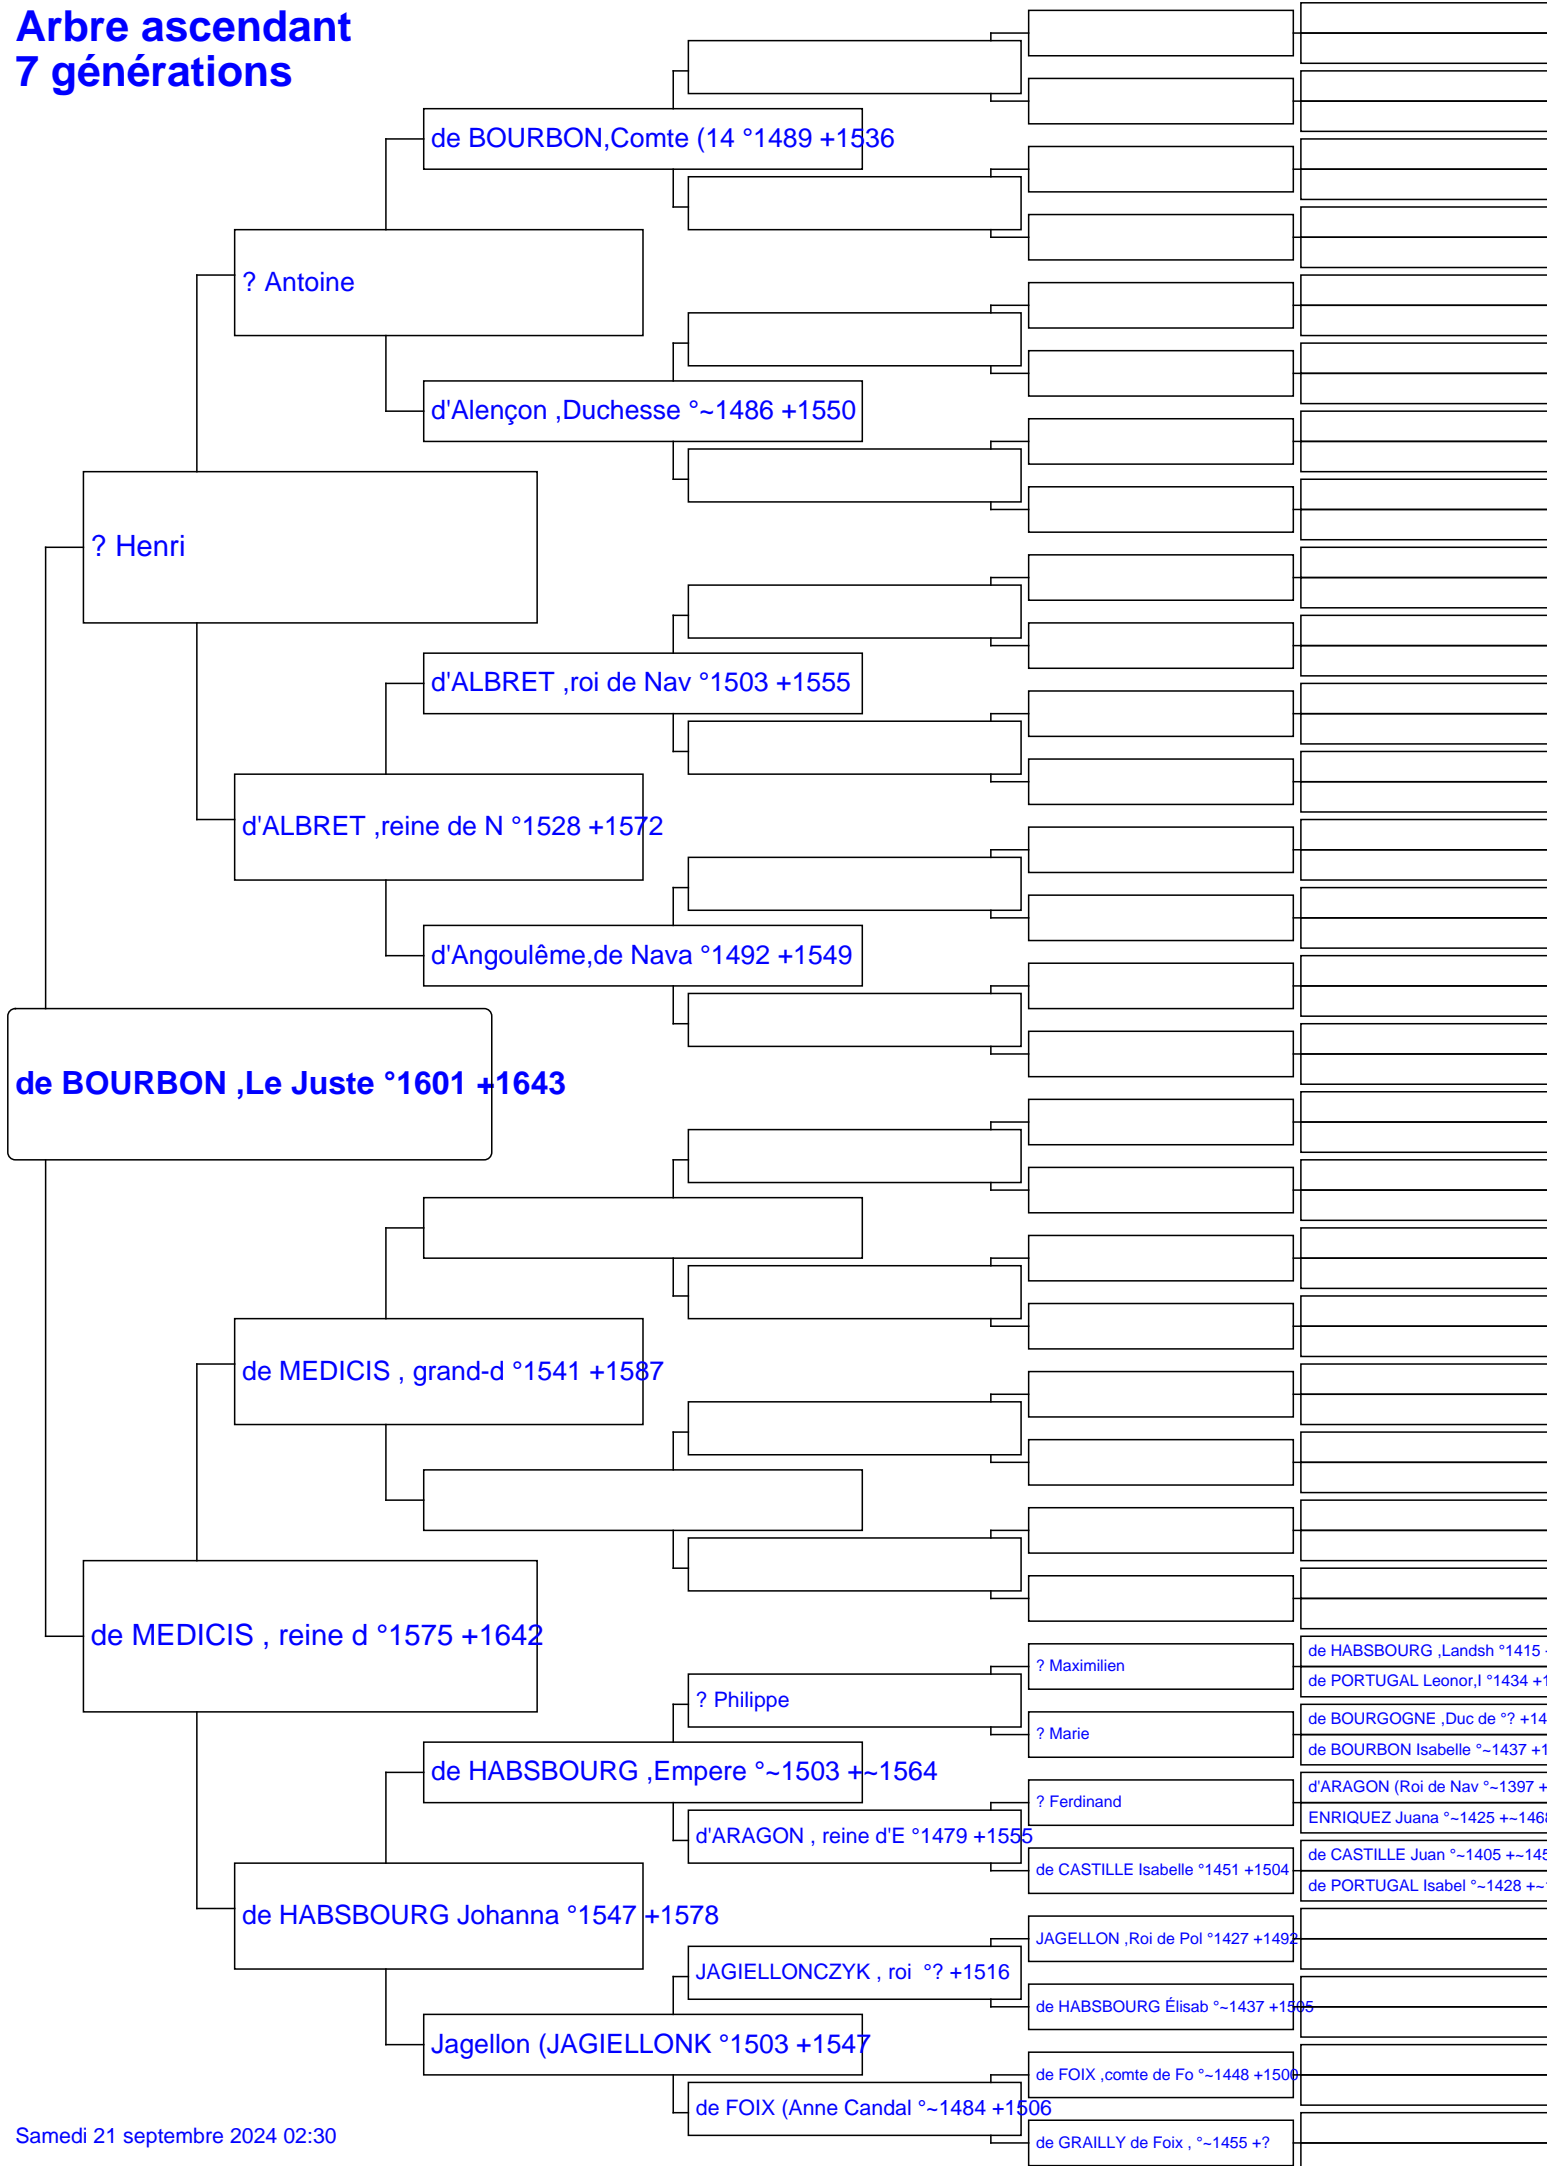 Arbre ascendant
7 générations
de BOURBON,Comte (14 °1489 +1536
? Antoine
d'Alençon ,Duchesse °~1486 +1550
? Henri
d'ALBRET ,roi de Nav °1503 +1555
d'ALBRET ,reine de N °1528 +1572
d'Angoulême,de Nava °1492 +1549
de BOURBON ,Le Juste °1601 +1643
de MEDICIS , grand-d °1541 +1587
de MEDICIS , reine d °1575 +1642
de HABSBOURG ,Landsh °1415 -
? Maximilien
de PORTUGAL Leonor,I °1434 +1
? Philippe
de BOURGOGNE ,Duc de °? +14
? Marie
de BOURBON Isabelle °~1437 +1
de HABSBOURG ,Empere °~1503 +~1564
d'ARAGON (Roi de Nav °~1397 +
? Ferdinand
ENRIQUEZ Juana °~1425 +~1468
d'ARAGON , reine d'E °1479 +1555
de CASTILLE Juan °~1405 +~145
de CASTILLE Isabelle °1451 +1504
de PORTUGAL Isabel °~1428 +~1
de HABSBOURG Johanna °1547 +1578
JAGELLON ,Roi de Pol °1427 +1492
JAGIELLONCZYK , roi  °? +1516
de HABSBOURG Élisab °~1437 +1505
Jagellon (JAGIELLONK °1503 +1547
de FOIX ,comte de Fo °~1448 +1500
de FOIX (Anne Candal °~1484 +1506
de GRAILLY de Foix , °~1455 +?
Samedi 21 septembre 2024 02:30